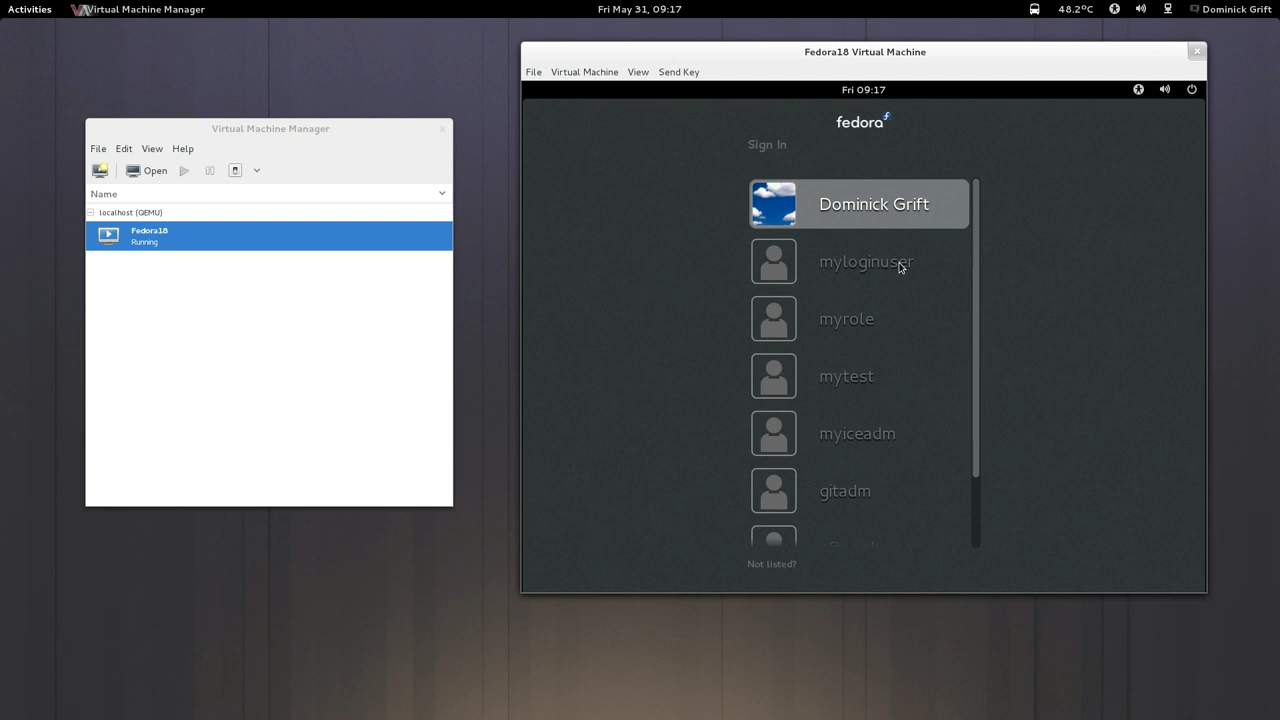 Activities Virtual Machine Manager Fri May 31, 09:17 48.2ºC Dominick Grift
Fedora18 Virtual Machine
File Virtual Machine View Send Key
Fri 09:17
fedora
Sign In
Dominick Grift
myloginuser
myrole
mytest
myiceadm
gitadm
Not listed?
Virtual Machine Manager
File Edit View Help
Open
Name
localhost (QEMU)
Fedora18
Running